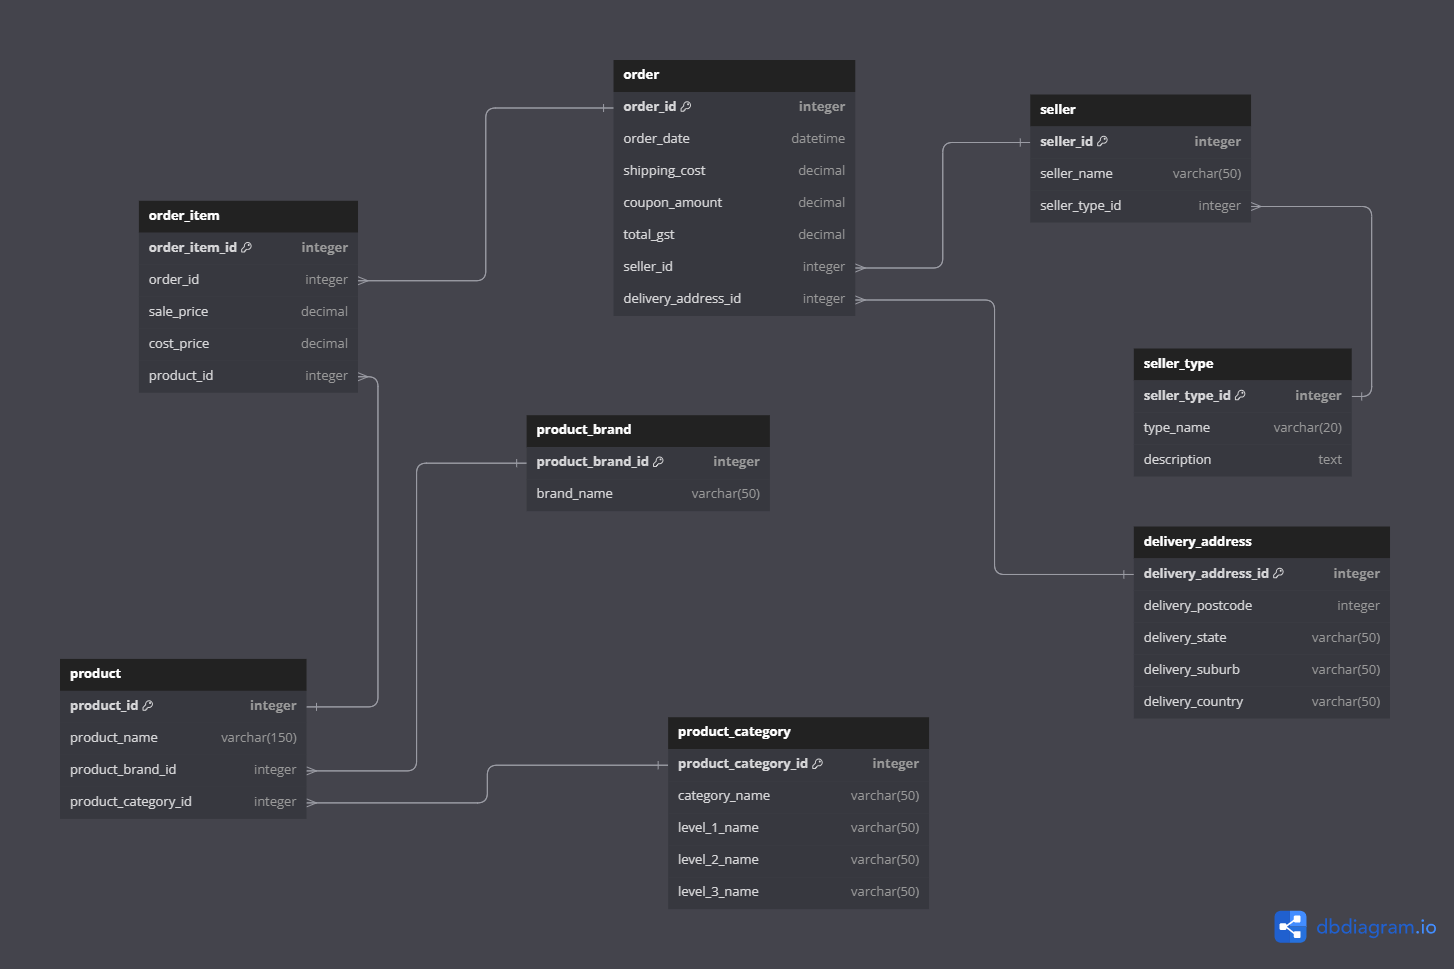 order
order_id integer
order_date datetime
shipping_cost decimal
coupon_amount decimal
total_gst decimal
seller_id integer
delivery_address_id integer
seller
seller_id integer
seller_name varchar(50)
seller_type_id integer
order_item
order_item_id integer
order_id integer
sale_price decimal
cost_price decimal
product_id integer
seller_type
seller_type_id integer
type_name varchar(20)
description text
product_brand
product_brand_id integer
brand_name varchar(50)
delivery_address
delivery_address_id integer
delivery_postcode integer
delivery_state varchar(50)
delivery_suburb varchar(50)
delivery_country varchar(50)
product
product_id integer
product_name varchar(150)
product_brand_id integer
product_category_id integer
product_category
product_category_id integer
category_name varchar(50)
level_1_name varchar(50)
level_2_name varchar(50)
level_3_name varchar(50)
dbdiagram.io